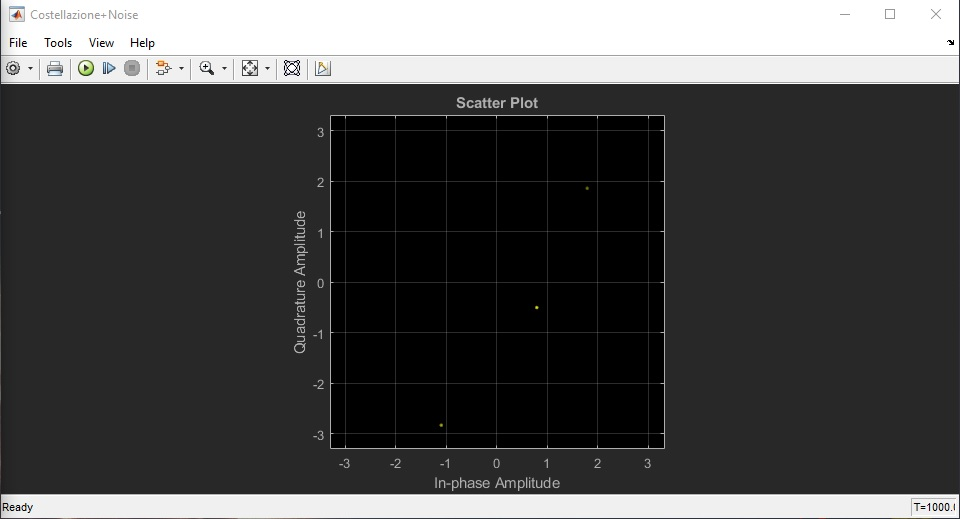 Costellazione+Noise
File Tools View Help
Scatter Plot
Quadrature Amplitude
3
2
1
0
-1
-2
-3
-3 -2 -1 0 1 2 3
In-phase Amplitude
Ready T=1000.